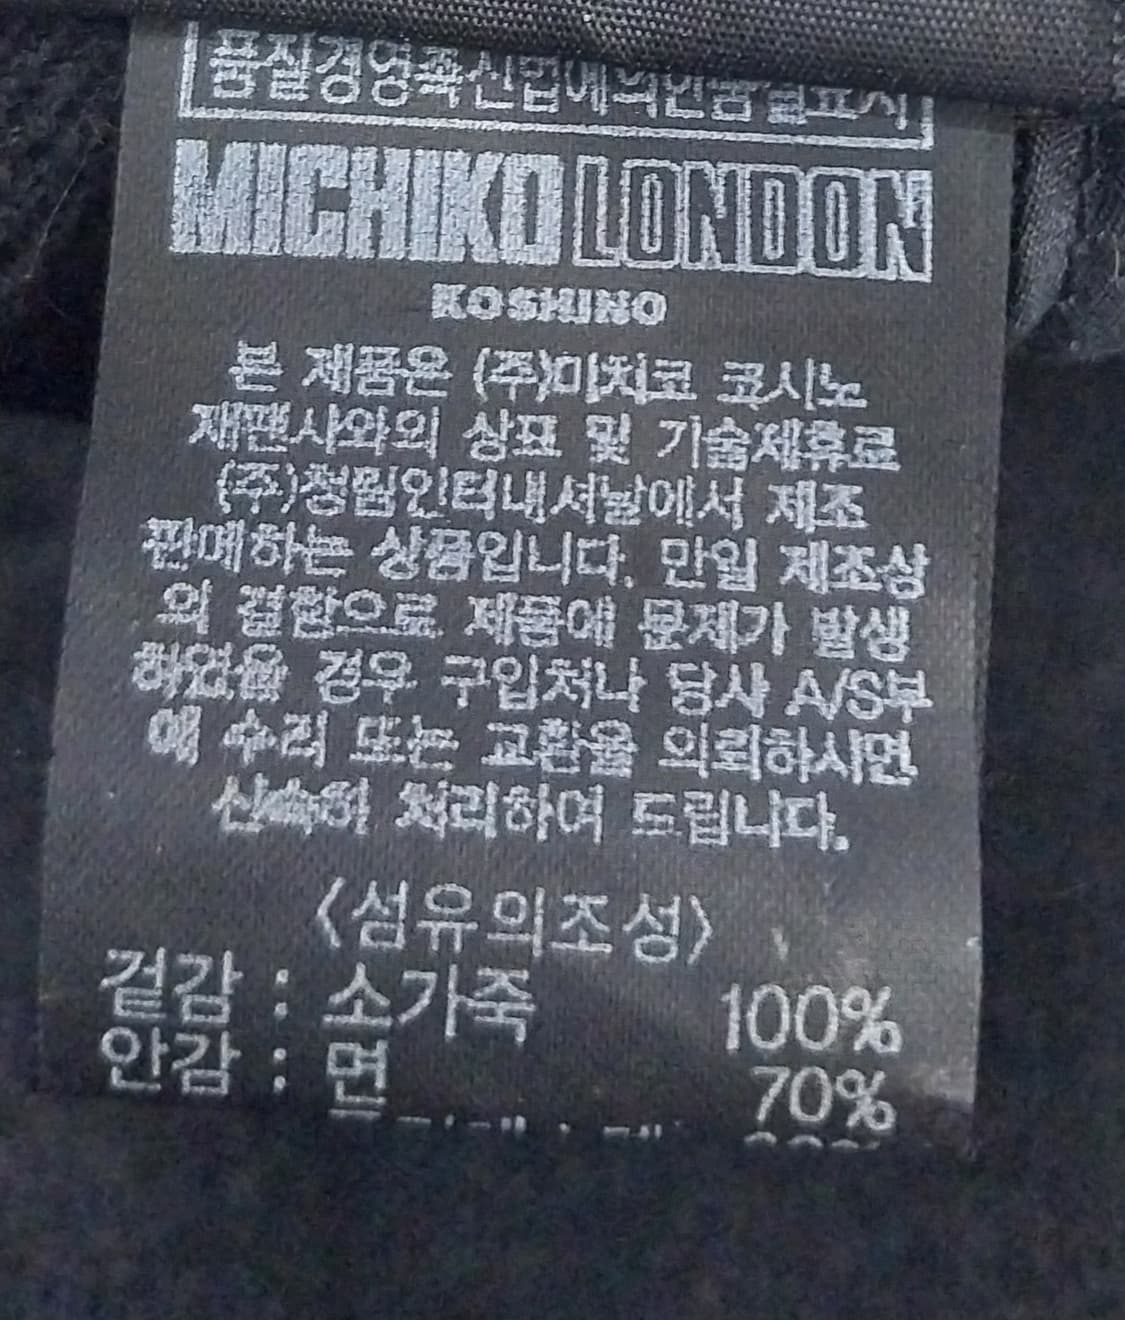 품질경영촉진법에의한품질표시
MICHIKO LONDON
KOSHINO
본 제품은 (주)미치코 코시노
재팬사와의 상표 및 기술제휴로
(주)청림인터내셔날에서 제조
판매하는 상품입니다. 만일 제조상
의 결함으로 제품에 문제가 발생
하였을 경우 구입처나 당사 A/S부
에 수리 또는 교환을 의뢰하시면
신속히 처리하여 드립니다.
〈섬유의조성〉
겉감 : 소가죽 100%
안감 : 면 70%